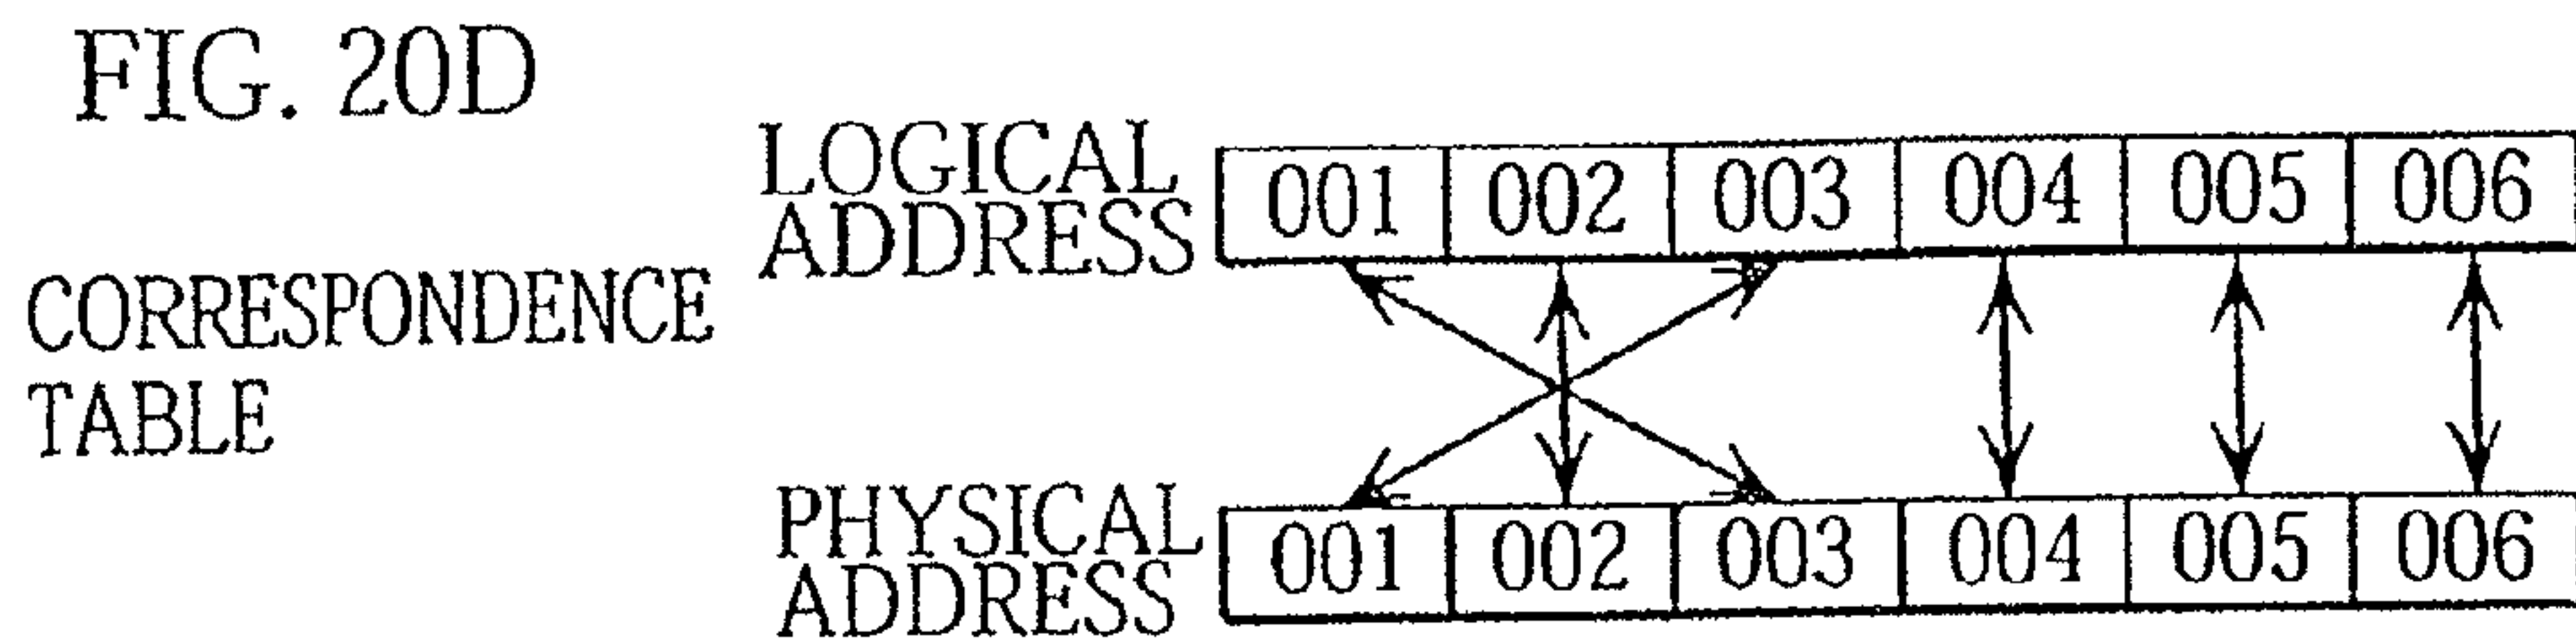 FIG. 20D
CORRESPONDENCE
TABLE
LOGICAL
ADDRESS
001 002 003 004 005 006
PHYSICAL
ADDRESS
001 002 003 004 005 006